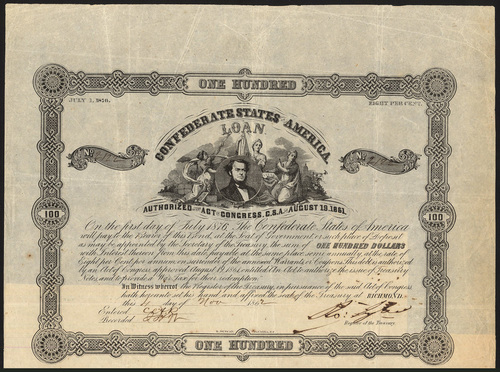 ONE HUNDRED
JULY 1, 1876.
EIGHT PER CENT.
CONFEDERATE STATES AMERICA.
LOAN
No
AUTHORIZED ACT CONGRESS, C.S.A. AUGUST 19, 1861.
100
100
On the first day of July 1876 The Confederate States of America
will pay to the Bearer of this Bond, at the Seat of Government, or at such place of Deposit
as may be appointed by the Secretary of the Treasury, the sum of ONE HUNDRED DOLLARS
with Interest thereon from this date, payable at the same place, semi annually, at the rate of
Eight per Cent per annum on surrender of the annexed Warrants or Coupons. This debt is authorized
by an Act of Congress approved August 19, 1861 entitled An Act to authorize the issue of Treasury
Notes, and to provide a War Tax for their redemption.
In Witness whereof, the Register of the Treasury, in pursuance of the said Act of Congress
hath hereunto set his hand and affixed the seal of the Treasury at RICHMOND,
this day of Nov 1862
Entered
Recorded
Register of the Treasury
ONE HUNDRED